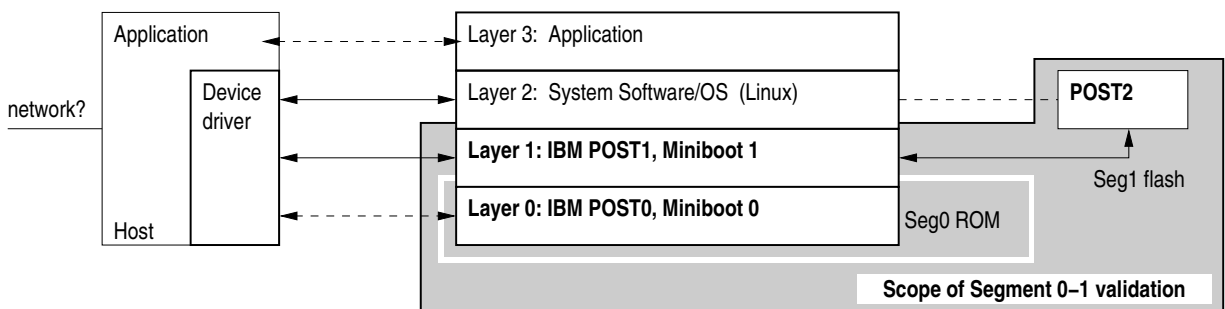 Application
Layer 3: Application
network?
Device
driver
Layer 2: System Software/OS (Linux)
POST2
Layer 1: IBM POST1, Miniboot 1
Seg1 flash
Layer 0: IBM POST0, Miniboot 0
Seg0 ROM
Host
Scope of Segment 0−1 validation